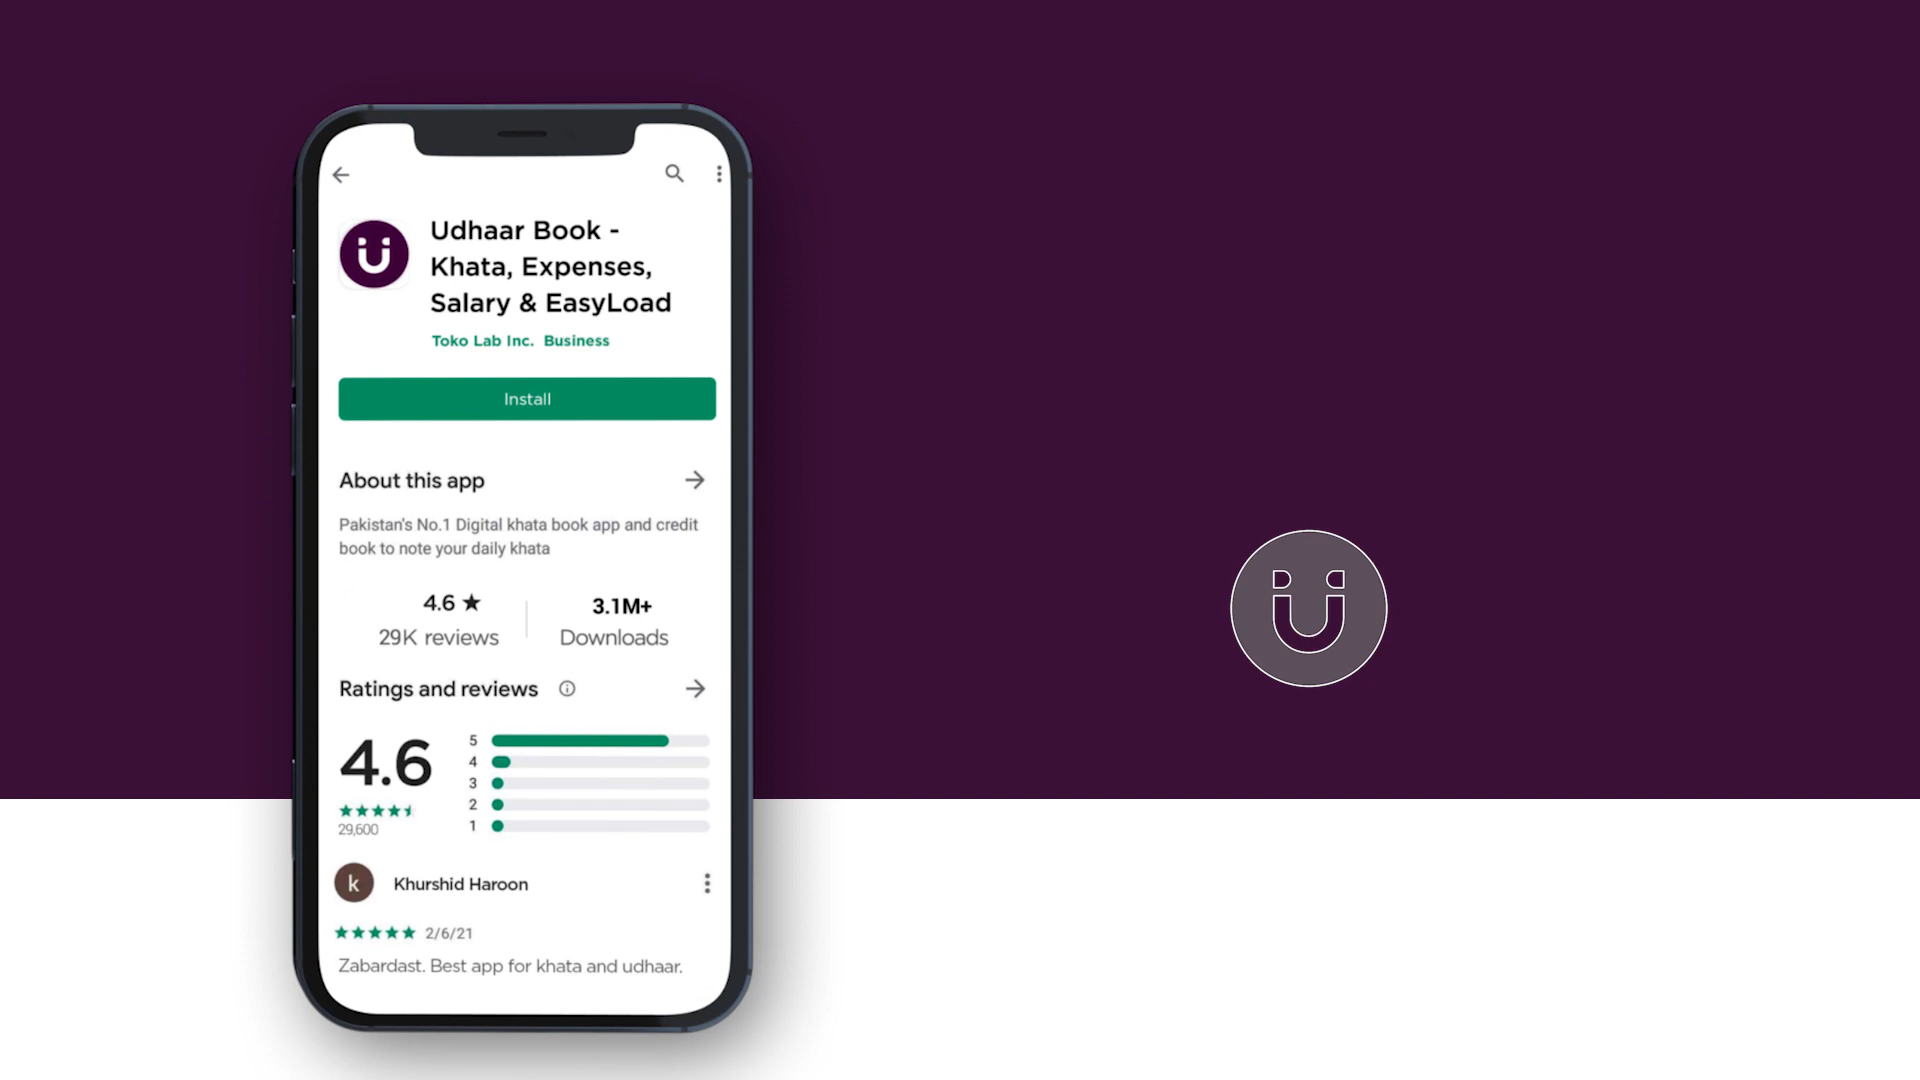 Udhaar Book -
Khata, Expenses,
Salary & EasyLoad
Toko Lab Inc. Business
Install
About this app
Pakistan's No.1 Digital khata book app and credit
book to note your daily khata
4.6 ★
3.1M+
29K reviews
Downloads
Ratings and reviews
4.6
5
4
3
2
1
29,600
k
Khurshid Haroon
2/6/21
Zabardast. Best app for khata and udhaar.